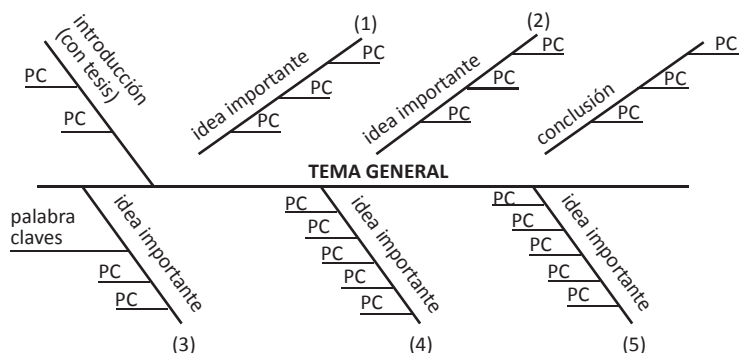 introducción
(con tesis)
PC
PC
(1)
idea importante
PC
PC
PC
(2)
idea importante
PC
PC
PC
conclusión
PC
PC
PC
TEMA GENERAL
palabra
claves
idea importante
PC
PC
(3)
idea importante
PC
PC
PC
PC
PC
(4)
idea importante
PC
PC
PC
PC
PC
(5)